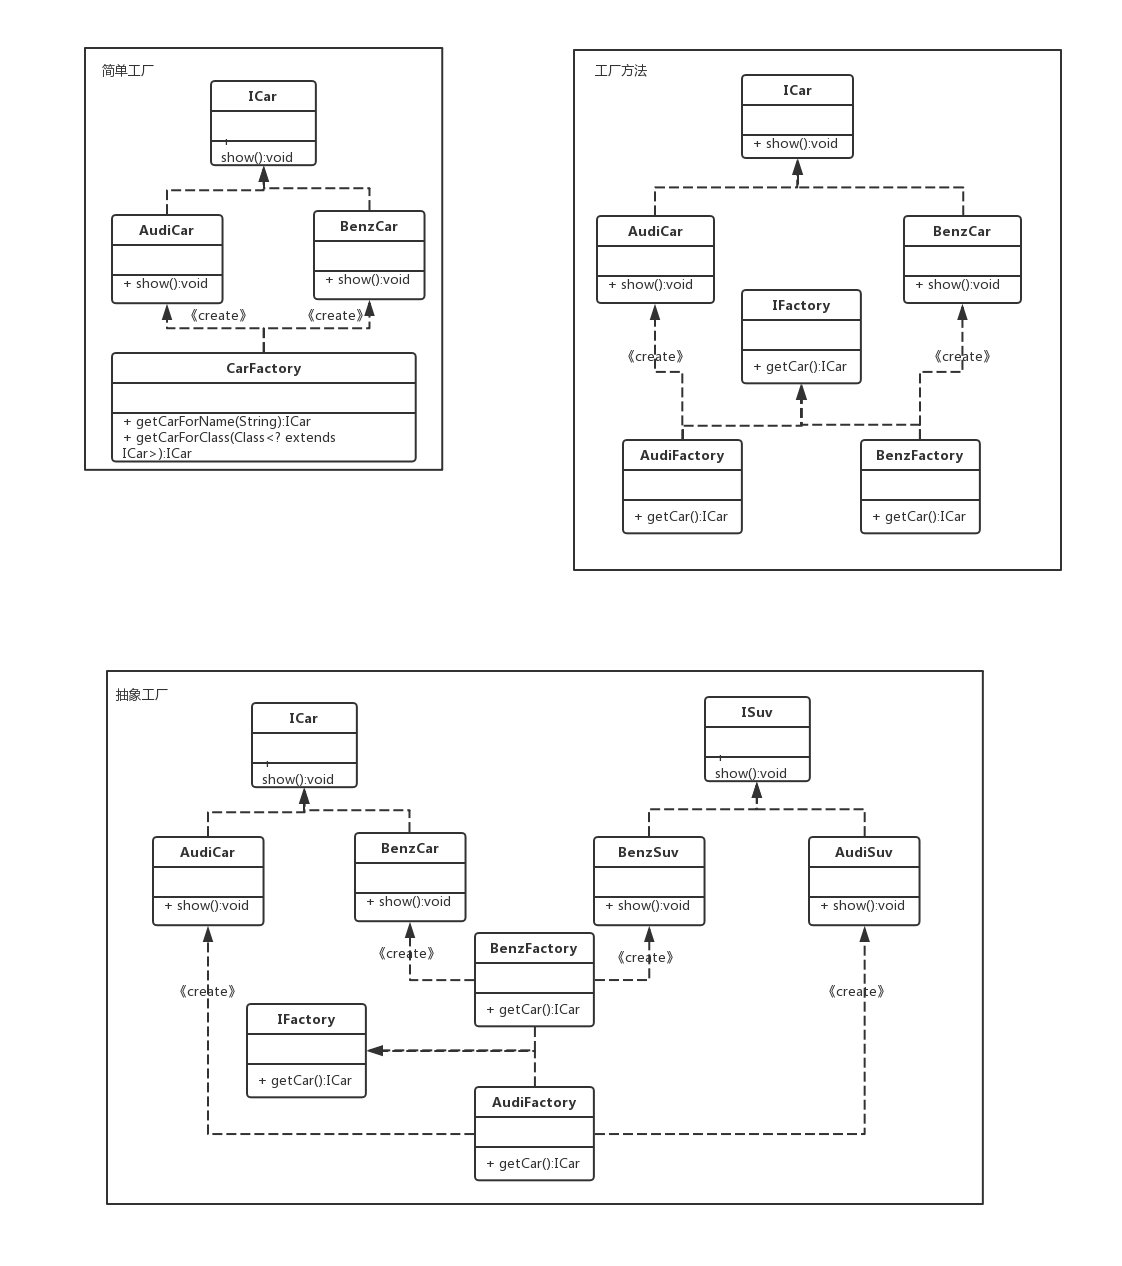 简单工厂
ICar
+
show():void
AudiCar
+ show():void
BenzCar
+ show():void
《create》
《create》
CarFactory
+ getCarForName(String):ICar
+ getCarForClass(Class<? extends
ICar>):ICar
工厂方法
ICar
+ show():void
AudiCar
+ show():void
BenzCar
+ show():void
IFactory
+ getCar():ICar
《create》
《create》
AudiFactory
+ getCar():ICar
BenzFactory
+ getCar():ICar
抽象工厂
ICar
+
show():void
ISuv
+
show():void
AudiCar
+ show():void
BenzCar
+ show():void
BenzSuv
+ show():void
AudiSuv
+ show():void
《create》
《create》
BenzFactory
+ getCar():ICar
《create》
《create》
IFactory
+ getCar():ICar
AudiFactory
+ getCar():ICar